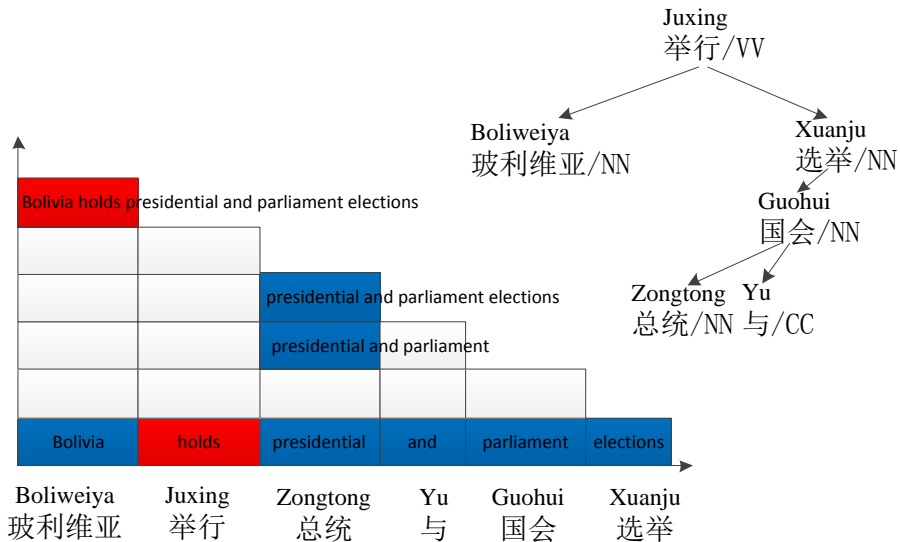 Juxing
举行/VV
Boliweiya
玻利维亚/NN
Xuanju
选举/NN
Guohui
国会/NN
Zongtong
总统/NN
Yu
与/CC
Bolivia holds presidential and parliament elections
presidential and parliament elections
presidential and parliament
Bolivia holds presidential and parliament elections
Boliweiya Juxing Zongtong Yu Guohui Xuanju
玻利维亚 举行 总统 与 国会 选举